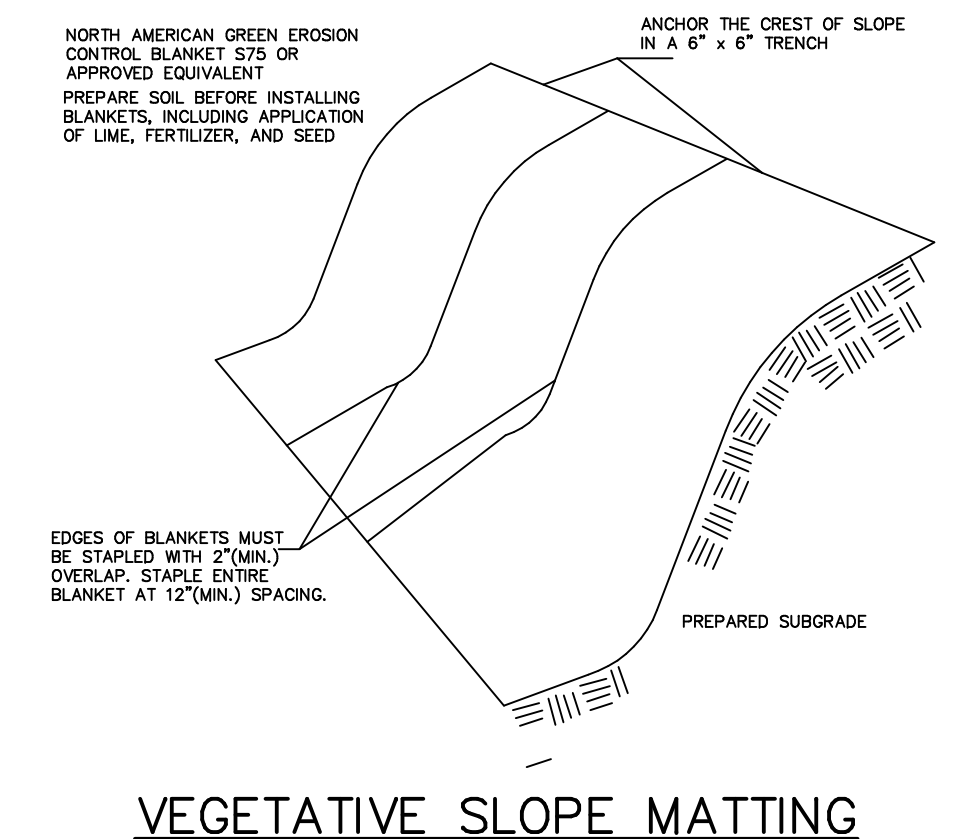 NORTH AMERICAN GREEN EROSION
CONTROL BLANKET S75 OR
APPROVED EQUIVALENT
PREPARE SOIL BEFORE INSTALLING
BLANKETS, INCLUDING APPLICATION
OF LIME, FERTILIZER, AND SEED
ANCHOR THE CREST OF SLOPE
IN A 6" x 6" TRENCH
EDGES OF BLANKETS MUST
BE STAPLED WITH 2"(MIN.)
OVERLAP. STAPLE ENTIRE
BLANKET AT 12"(MIN.) SPACING.
PREPARED SUBGRADE
VEGETATIVE SLOPE MATTING